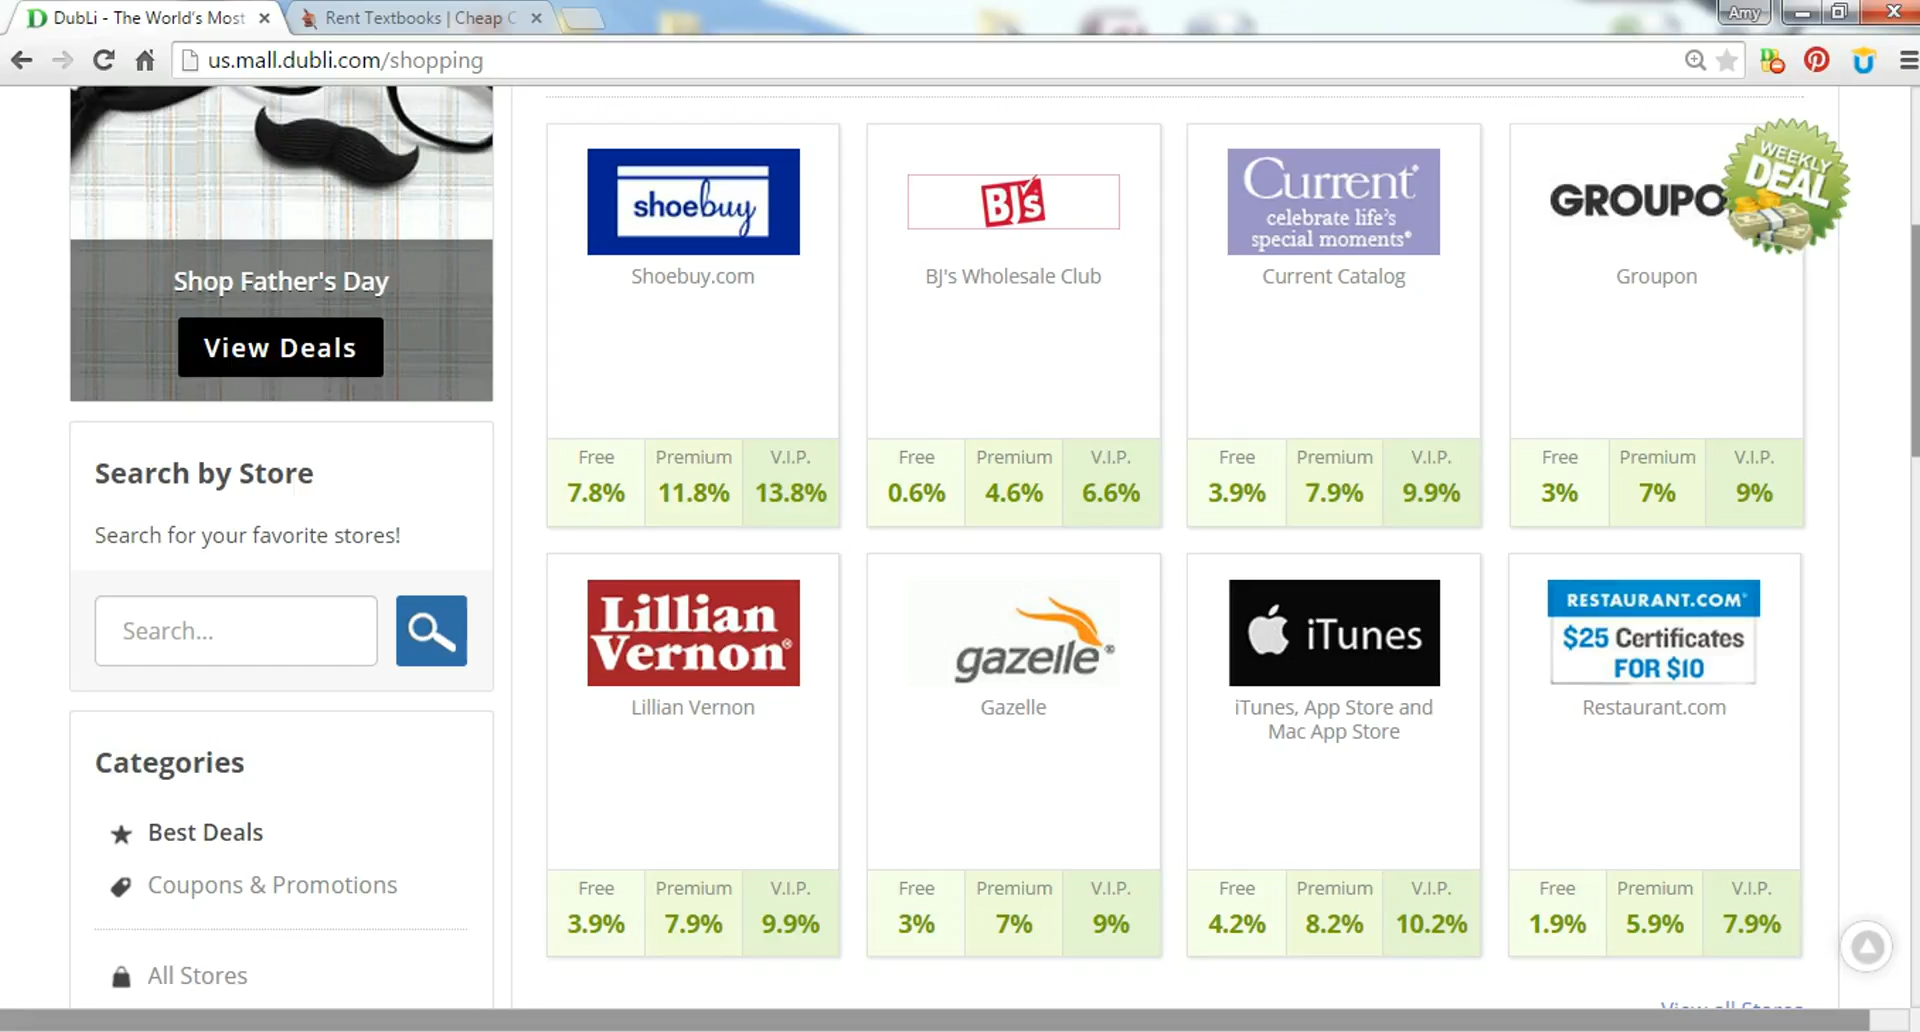 DubLi - The World's Most
Rent Textbooks | Cheap C
Amy
us.mall.dubli.com/shopping
Shop Father's Day
View Deals
Search by Store
Search for your favorite stores!
Search...
Categories
Best Deals
Coupons & Promotions
All Stores
shoebuy
Shoebuy.com
Free Premium V.I.P.
7.8% 11.8% 13.8%
BJ's
BJ's Wholesale Club
Free Premium V.I.P.
0.6% 4.6% 6.6%
Current®
celebrate life's
special moments®
Current Catalog
Free Premium V.I.P.
3.9% 7.9% 9.9%
GROUPO
WEEKLY
DEAL
Groupon
Free Premium V.I.P.
3% 7% 9%
Lillian
Vernon®
Lillian Vernon
Free Premium V.I.P.
3.9% 7.9% 9.9%
gazelle®
Gazelle
Free Premium V.I.P.
3% 7% 9%
iTunes
iTunes, App Store and
Mac App Store
Free Premium V.I.P.
4.2% 8.2% 10.2%
RESTAURANT.COM®
$25 Certificates
FOR $10
Restaurant.com
Free Premium V.I.P.
1.9% 5.9% 7.9%
View all Stores